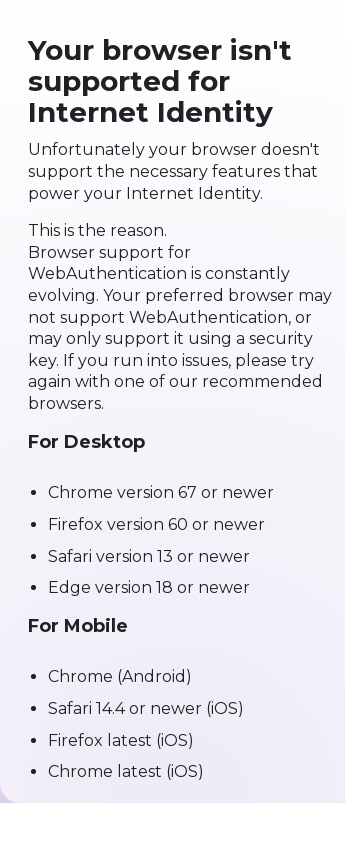 Your browser isn't
supported for
Internet Identity
Unfortunately your browser doesn't
support the necessary features that
power your Internet Identity.
This is the reason.
Browser support for
WebAuthentication is constantly
evolving. Your preferred browser may
not support WebAuthentication, or
may only support it using a security
key. If you run into issues, please try
again with one of our recommended
browsers.
For Desktop
• Chrome version 67 or newer
• Firefox version 60 or newer
• Safari version 13 or newer
• Edge version 18 or newer
For Mobile
• Chrome (Android)
• Safari 14.4 or newer (iOS)
• Firefox latest (iOS)
• Chrome latest (iOS)